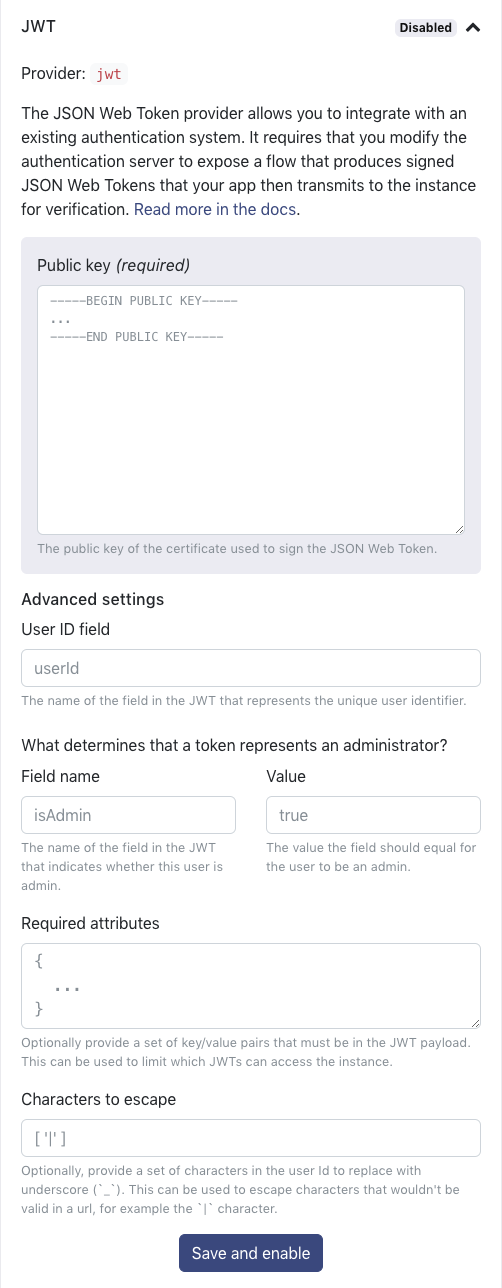 JWT
Disabled
Provider: jwt
The JSON Web Token provider allows you to integrate with an
existing authentication system. It requires that you modify the
authentication server to expose a flow that produces signed
JSON Web Tokens that your app then transmits to the instance
for verification. Read more in the docs.
Public key (required)
-----BEGIN PUBLIC KEY-----
...
-----END PUBLIC KEY-----
The public key of the certificate used to sign the JSON Web Token.
Advanced settings
User ID field
userId
The name of the field in the JWT that represents the unique user identifier.
What determines that a token represents an administrator?
Field name
isAdmin
The name of the field in the JWT
that indicates whether this user is
admin.
Value
true
The value the field should equal for
the user to be an admin.
Required attributes
{
...
}
Optionally provide a set of key/value pairs that must be in the JWT payload.
This can be used to limit which JWTs can access the instance.
Characters to escape
['|']
Optionally, provide a set of characters in the user Id to replace with
underscore (`_`). This can be used to escape characters that wouldn't be
valid in a url, for example the `|` character.
Save and enable